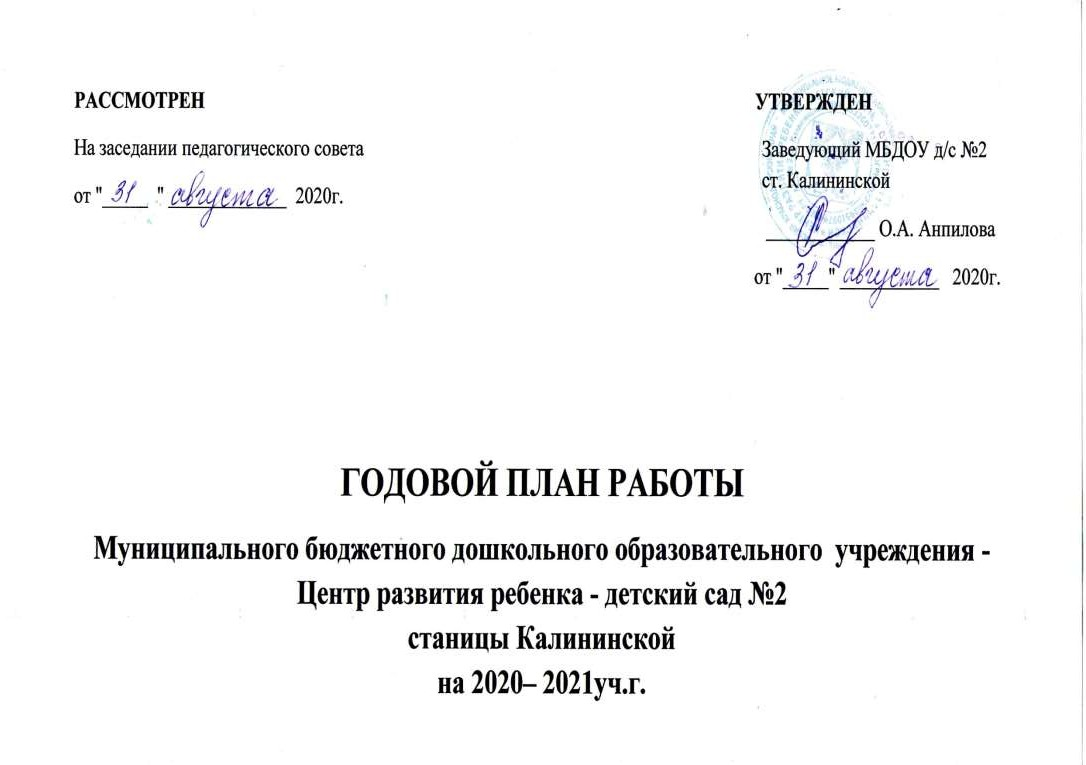 РАССМОТРЕН
На заседании педагогического совета
от "31" августа 2020г.
УТВЕРЖДЕН
Заведующий МБДОУ д/с №2
ст. Калининской
О.А. Анпилова
от "31" августа 2020г.
ГОДОВОЙ ПЛАН РАБОТЫ
Муниципального бюджетного дошкольного образовательного учреждения -
Центр развития ребенка - детский сад №2
станицы Калининской
на 2020– 2021уч.г.